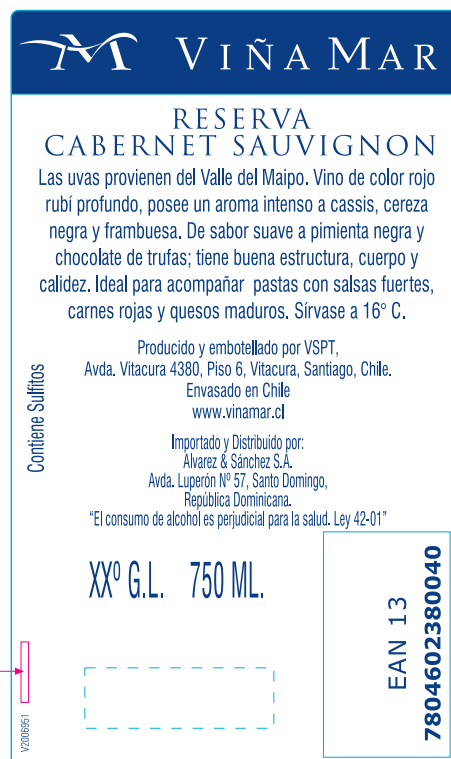 VIÑA MAR
RESERVA
CABERNET SAUVIGNON
Las uvas provienen del Valle del Maipo. Vino de color rojo
rubí profundo, posee un aroma intenso a cassis, cereza
negra y frambuesa. De sabor suave a pimienta negra y
chocolate de trufas; tiene buena estructura, cuerpo y
calidez. Ideal para acompañar pastas con salsas fuertes,
carnes rojas y quesos maduros. Sírvase a 16° C.
Producido y embotellado por VSPT,
Avda. Vitacura 4380, Piso 6, Vitacura, Santiago, Chile.
Envasado en Chile
www.vinamar.cl
Contiene Sulfitos
Importado y Distribuido por:
Alvarez & Sánchez S.A.
Avda. Luperón Nº 57, Santo Domingo,
República Dominicana.
“El consumo de alcohol es perjudicial para la salud. Ley 42-01”
XXº G.L. 750 ML.
EAN 13
7804602380040
V2006951